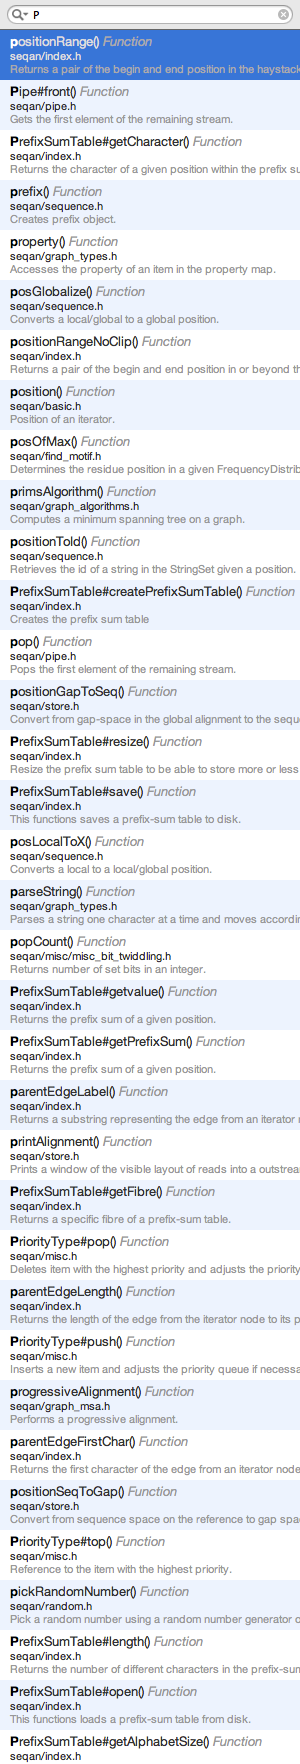 P
positionRange() Function
seqan/index.h
Returns a pair of the begin and end position in the haystack
Pipe#front() Function
seqan/pipe.h
Gets the first element of the remaining stream.
PrefixSumTable#getCharacter() Function
seqan/index.h
Returns the character of a given position within the prefix su
prefix() Function
seqan/sequence.h
Creates prefix object.
property() Function
seqan/graph_types.h
Accesses the property of an item in the property map.
posGlobalize() Function
seqan/sequence.h
Converts a local/global to a global position.
positionRangeNoClip() Function
seqan/index.h
Returns a pair of the begin and end position in or beyond th
position() Function
seqan/basic.h
Position of an iterator.
posOfMax() Function
seqan/find_motif.h
Determines the residue position in a given FrequencyDistrib
primsAlgorithm() Function
seqan/graph_algorithms.h
Computes a minimum spanning tree on a graph.
positionToId() Function
seqan/sequence.h
Retrieves the id of a string in the StringSet given a position.
PrefixSumTable#createPrefixSumTable() Function
seqan/index.h
Creates the prefix sum table
pop() Function
seqan/pipe.h
Pops the first element of the remaining stream.
positionGapToSeq() Function
seqan/store.h
Convert from gap-space in the global alignment to the sequ
PrefixSumTable#resize() Function
seqan/index.h
Resize the prefix sum table to be able to store more or less
PrefixSumTable#save() Function
seqan/index.h
This functions saves a prefix-sum table to disk.
posLocalToX() Function
seqan/sequence.h
Converts a local to a local/global position.
parseString() Function
seqan/graph_types.h
Parses a string one character at a time and moves accordin
popCount() Function
seqan/misc/misc_bit_twiddling.h
Returns number of set bits in an integer.
PrefixSumTable#getvalue() Function
seqan/index.h
Returns the prefix sum of a given position.
PrefixSumTable#getPrefixSum() Function
seqan/index.h
Returns the prefix sum of a given position.
parentEdgeLabel() Function
seqan/index.h
Returns a substring representing the edge from an iterator
printAlignment() Function
seqan/store.h
Prints a window of the visible layout of reads into a outstrea
PrefixSumTable#getFibre() Function
seqan/index.h
Returns a specific fibre of a prefix-sum table.
PriorityType#pop() Function
seqan/misc.h
Deletes item with the highest priority and adjusts the priority
parentEdgeLength() Function
seqan/index.h
Returns the length of the edge from the iterator node to its p
PriorityType#push() Function
seqan/misc.h
Inserts a new item and adjusts the priority queue if necessa
progressiveAlignment() Function
seqan/graph_msa.h
Performs a progressive alignment.
parentEdgeFirstChar() Function
seqan/index.h
Returns the first character of the edge from an iterator node
positionSeqToGap() Function
seqan/store.h
Convert from sequence space on the reference to gap spa
PriorityType#top() Function
seqan/misc.h
Reference to the item with the highest priority.
pickRandomNumber() Function
seqan/random.h
Pick a random number using a random number generator o
PrefixSumTable#length() Function
seqan/index.h
Returns the number of different characters in the prefix-sum
PrefixSumTable#open() Function
seqan/index.h
This functions loads a prefix-sum table from disk.
PrefixSumTable#getAlphabetSize() Function
seqan/index.h